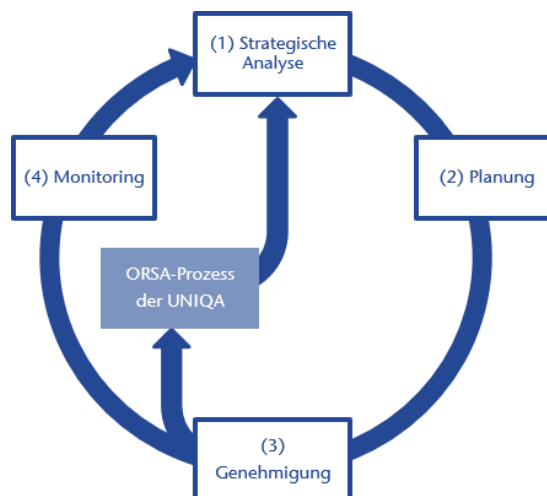 (1) Strategische
Analyse
(2) Planung
(4) Monitoring
ORSA-Prozess
der UNIQA
(3)
Genehmigung